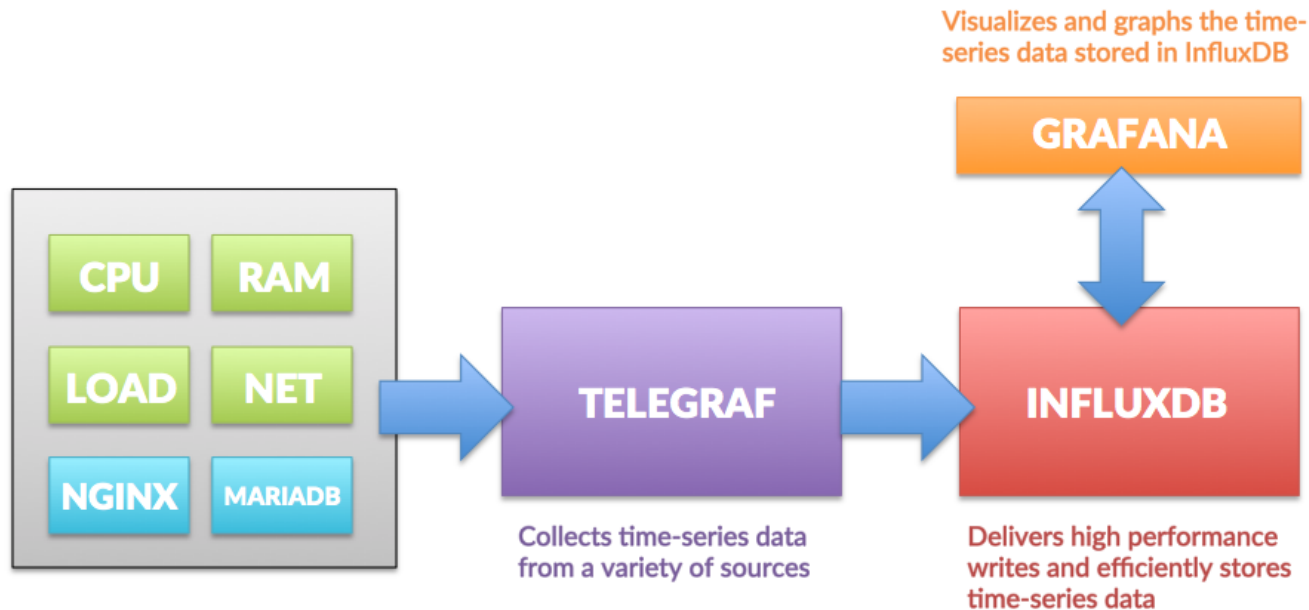 Visualizes and graphs the time-
series data stored in InfluxDB
GRAFANA
CPU
RAM
LOAD
NET
NGINX
MARIADB
TELEGRAF
INFLUXDB
Collects time-series data
from a variety of sources
Delivers high performance
writes and efficiently stores
time-series data